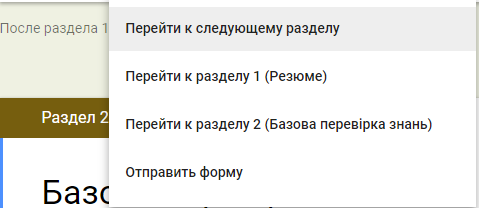 Перейти к следующему разделу
После раздела 1
Перейти к разделу 1 (Резюме)
Перейти к разделу 2 (Базова перевірка знань)
Раздел 2
Отправить форму